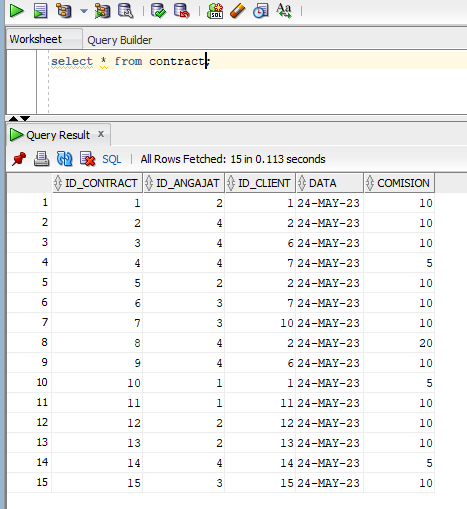 Worksheet Query Builder
select * from contract;
Query Result x
SQL | All Rows Fetched: 15 in 0.113 seconds
ID_CONTRACT ID_ANGAJAT ID_CLIENT DATA COMISION
1 1 2 1 24-MAY-23 10
2 2 4 2 24-MAY-23 10
3 3 4 6 24-MAY-23 10
4 4 4 7 24-MAY-23 5
5 5 2 2 24-MAY-23 10
6 6 3 7 24-MAY-23 10
7 7 3 10 24-MAY-23 10
8 8 4 2 24-MAY-23 20
9 9 4 6 24-MAY-23 10
10 10 1 1 24-MAY-23 5
11 11 1 11 24-MAY-23 10
12 12 2 12 24-MAY-23 10
13 13 2 13 24-MAY-23 10
14 14 4 14 24-MAY-23 5
15 15 3 15 24-MAY-23 10